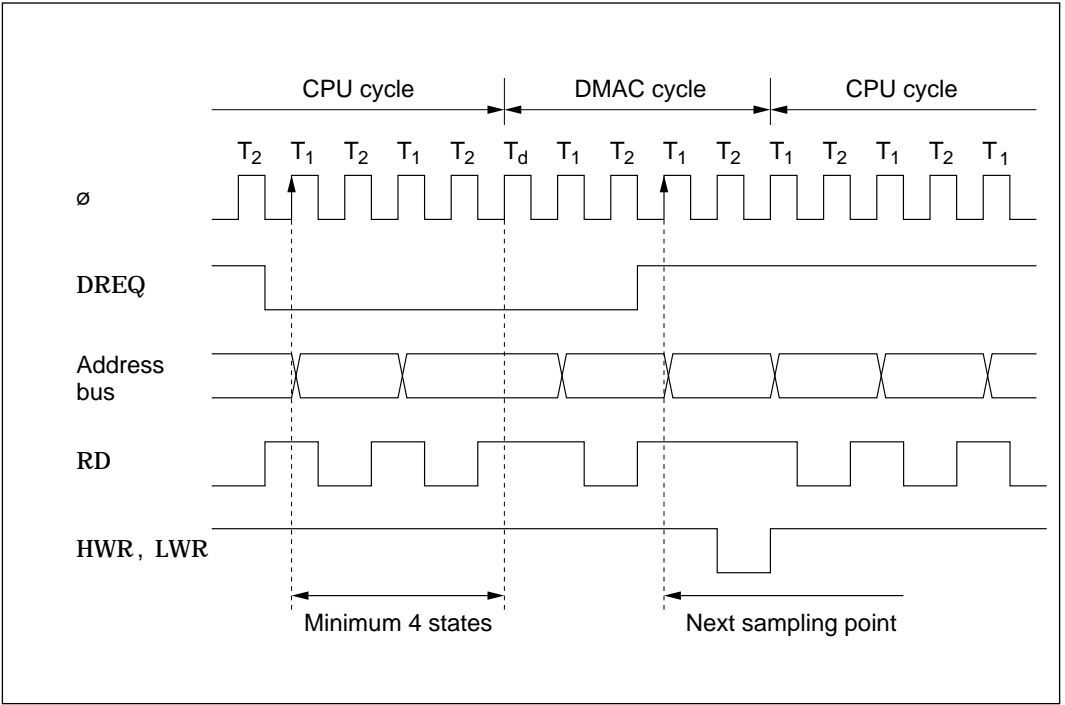 CPU cycle DMAC cycle CPU cycle
T2 T1 T2 T1 T2 Td T1 T2 T1 T2 T1 T2 T1 T2 T1
ø
DREQ
Address
bus
RD
HWR, LWR
Minimum 4 states Next sampling point